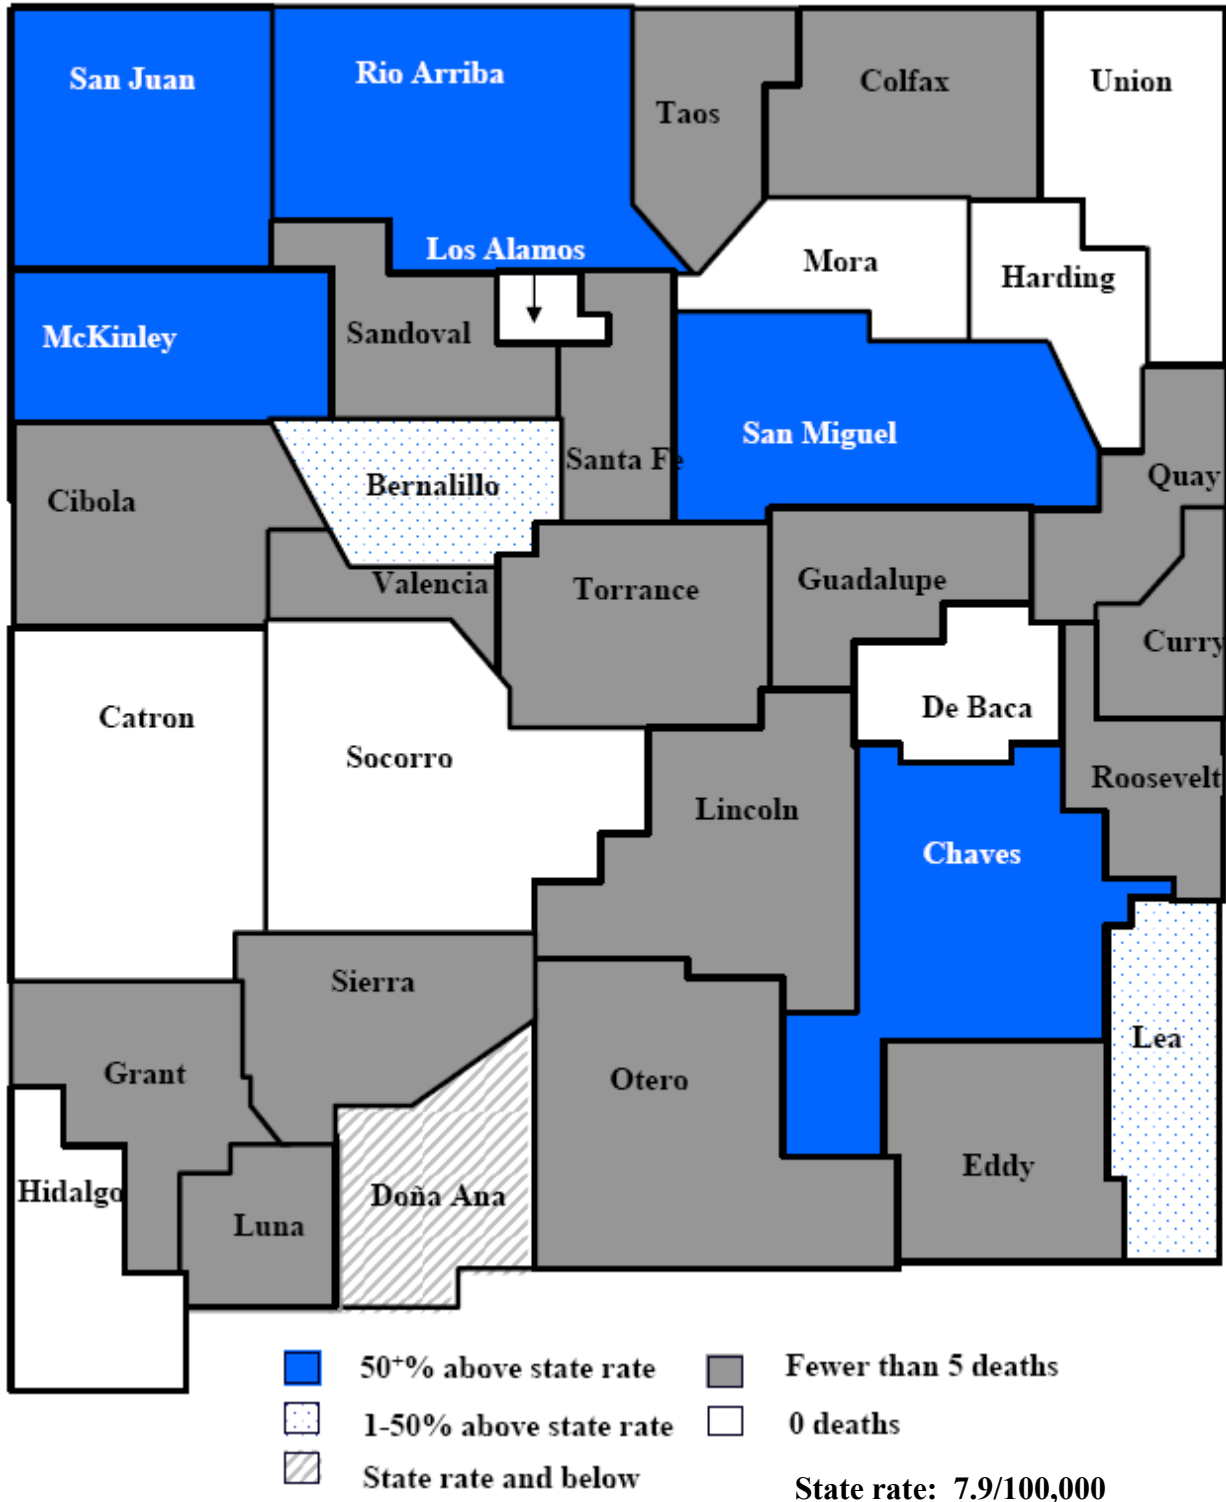 San Juan
Rio Arriba
Taos
Colfax
Union
Los Alamos
Mora
Harding
McKinley
Sandoval
San Miguel
Santa Fe
Quay
Cibola
Bernalillo
Valencia
Torrance
Guadalupe
Curry
Catron
Socorro
De Baca
Roosevelt
Lincoln
Chaves
Sierra
Lea
Grant
Otero
Eddy
Hidalgo
Luna
Doña Ana
50⁺% above state rate
Fewer than 5 deaths
1-50% above state rate
0 deaths
State rate and below
State rate: 7.9/100,000